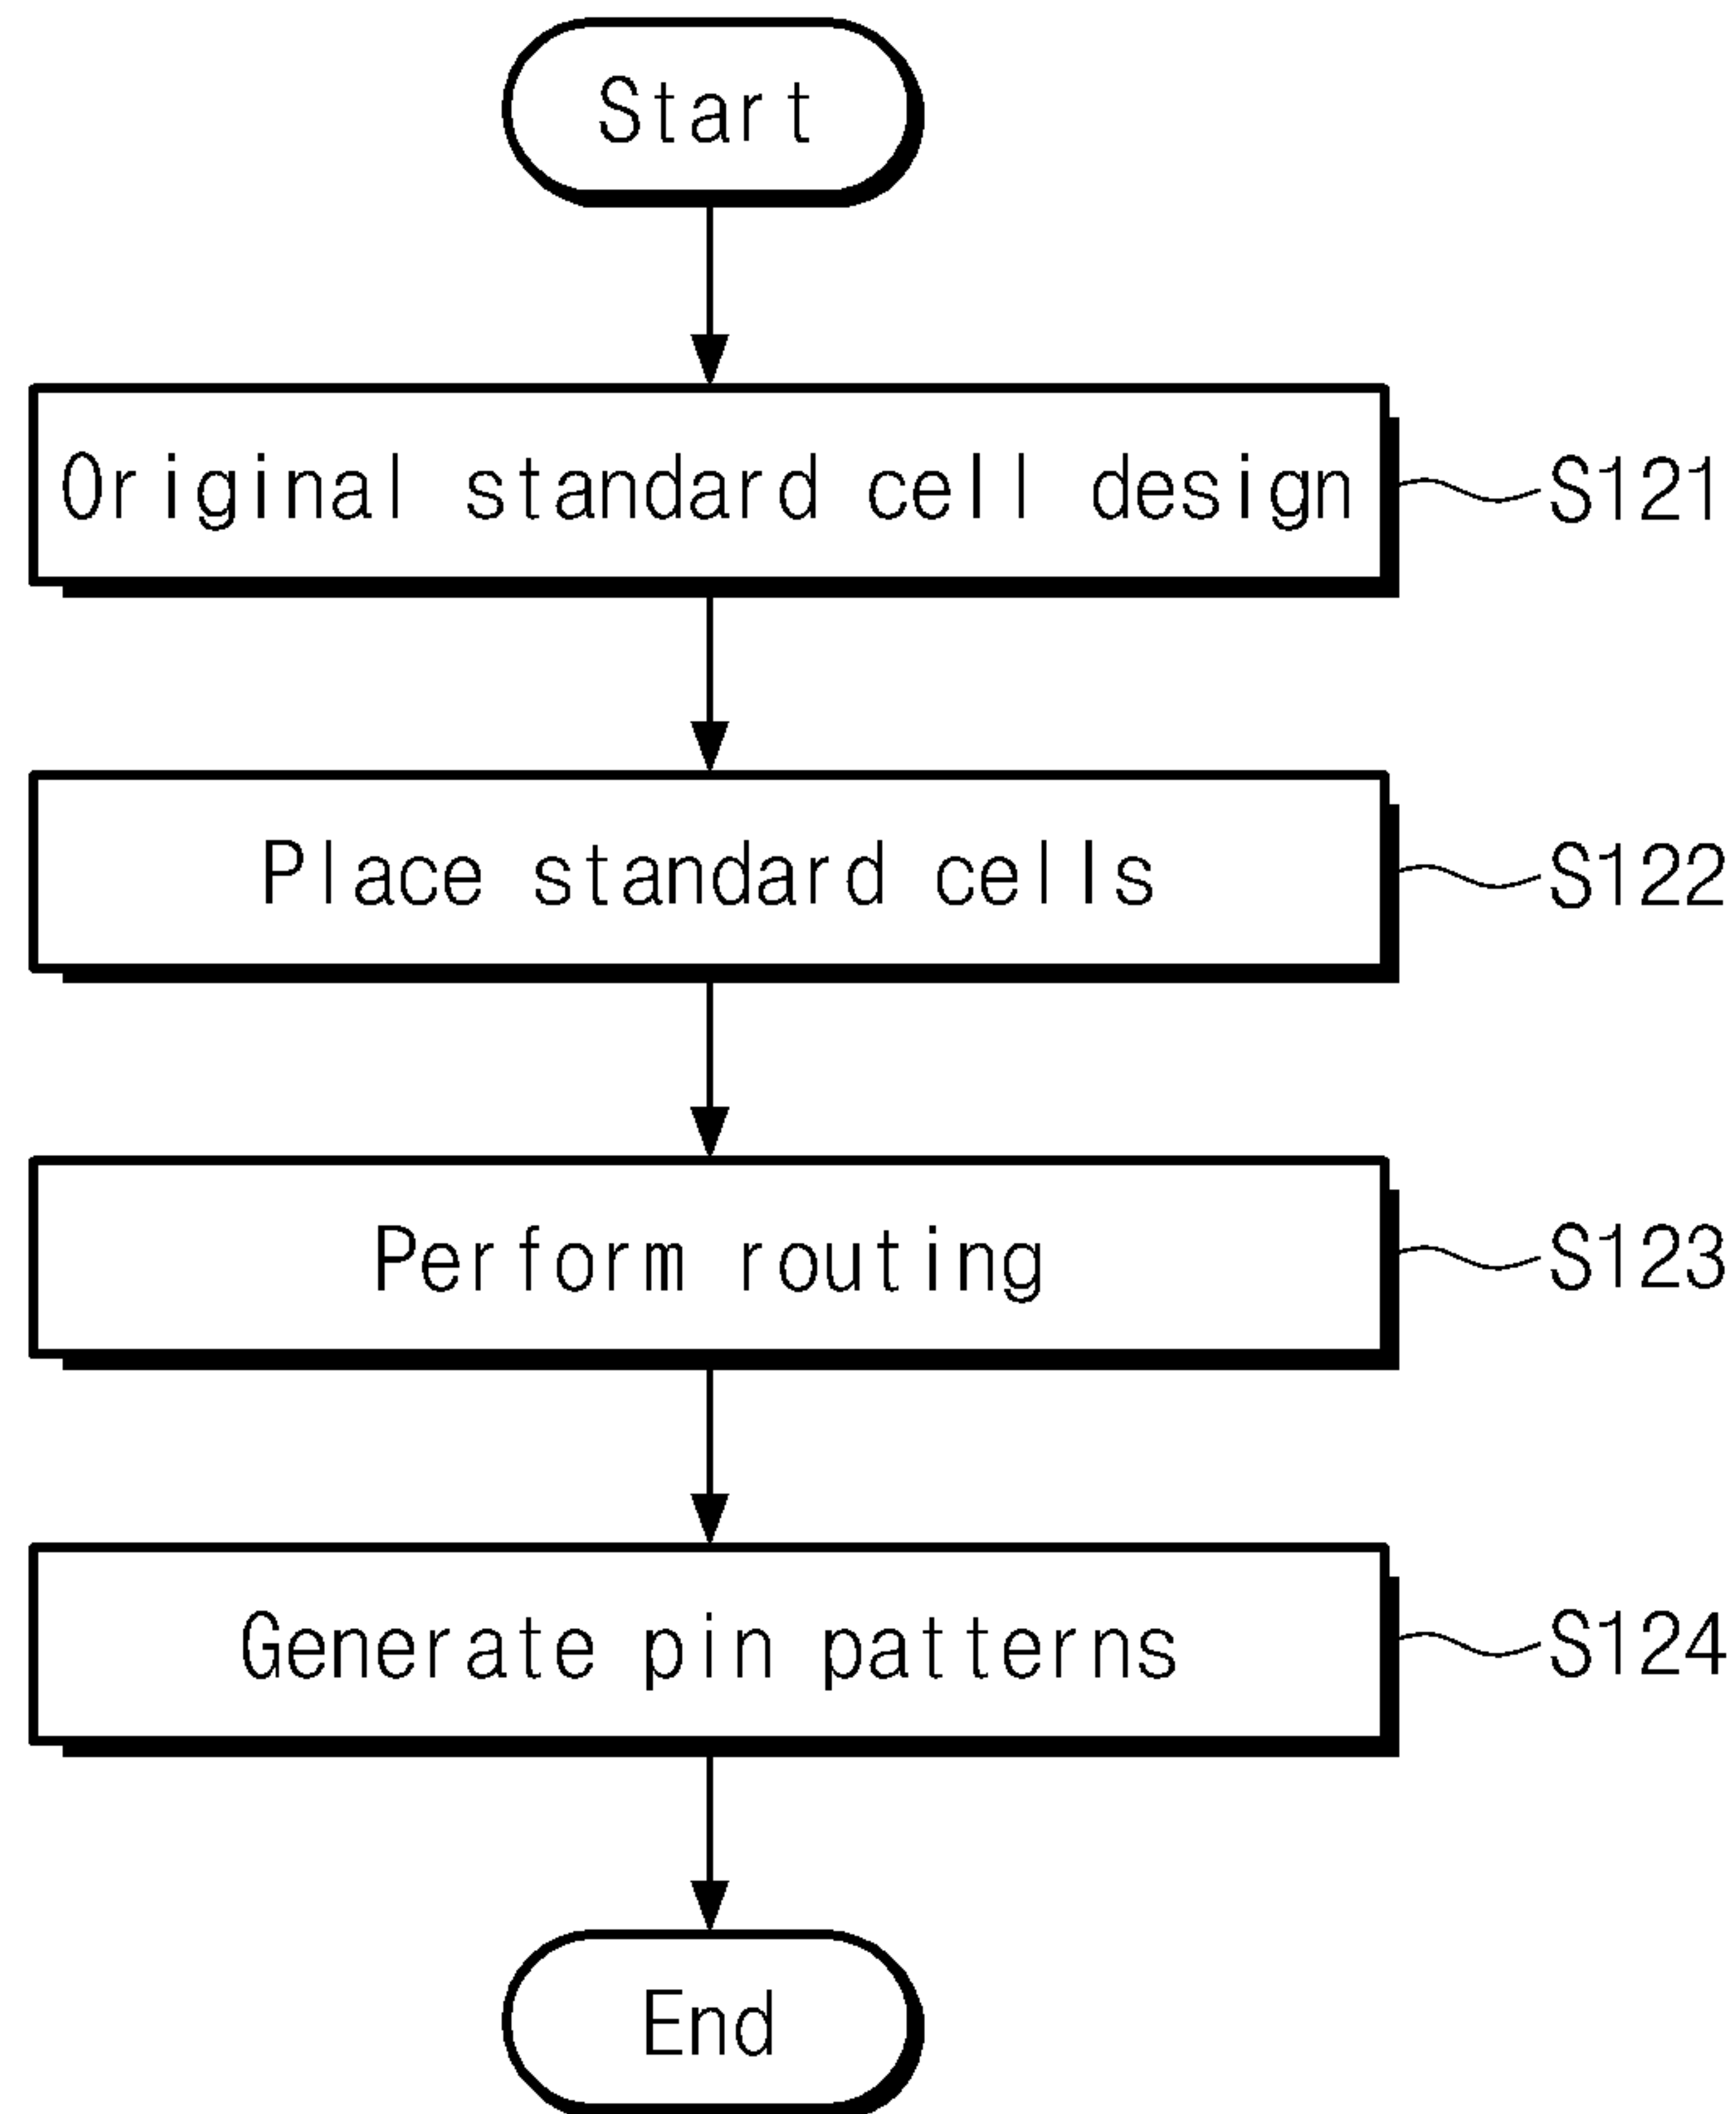 Start
Original standard cell design
S121
Place standard cells
S122
Perform routing
S123
Generate pin patterns
S124
End